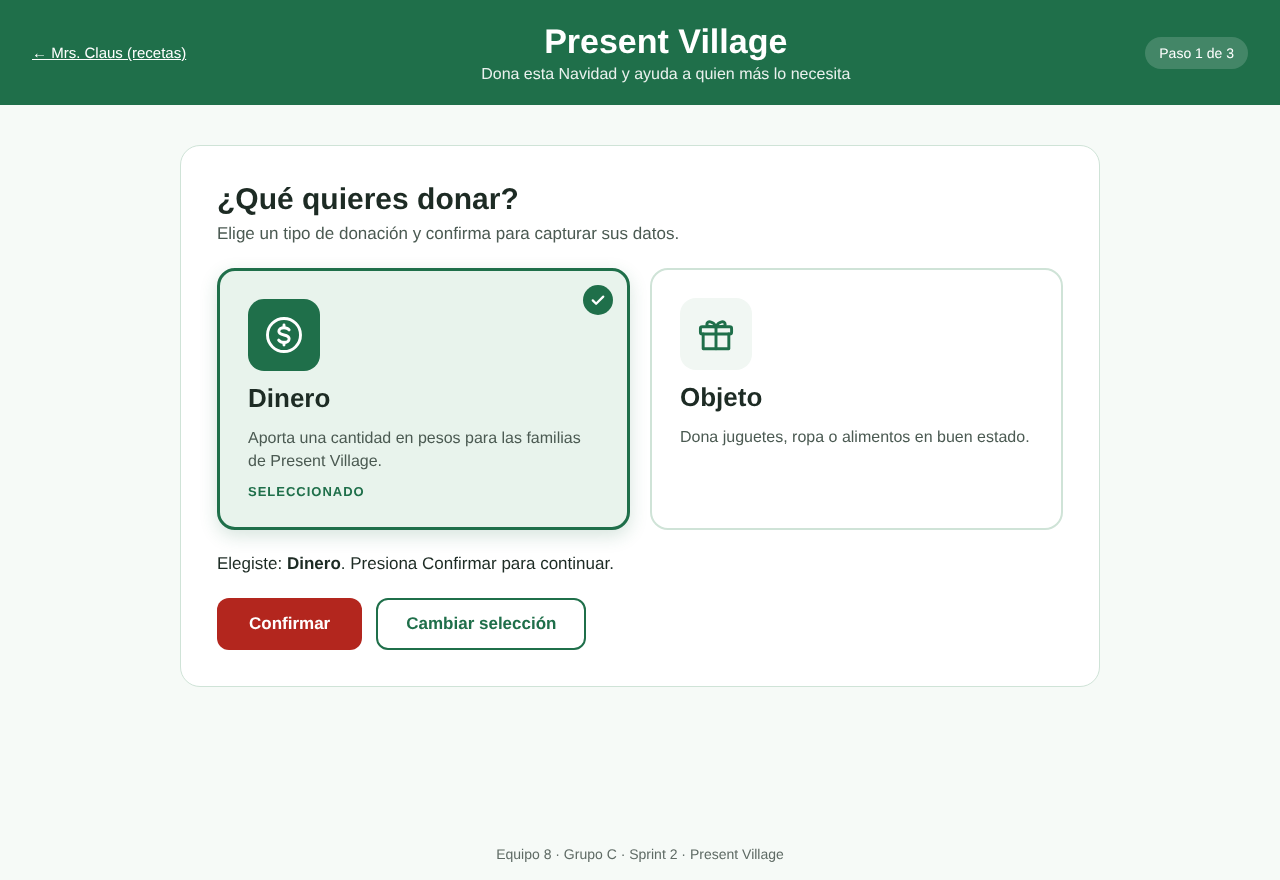 ← Mrs. Claus (recetas)
Present Village
Dona esta Navidad y ayuda a quien más lo necesita
Paso 1 de 3
¿Qué quieres donar?
Elige un tipo de donación y confirma para capturar sus datos.
Dinero
Aporta una cantidad en pesos para las familias
de Present Village.
SELECCIONADO
Objeto
Dona juguetes, ropa o alimentos en buen estado.
Elegiste: Dinero. Presiona Confirmar para continuar.
Confirmar
Cambiar selección
Equipo 8 · Grupo C · Sprint 2 · Present Village